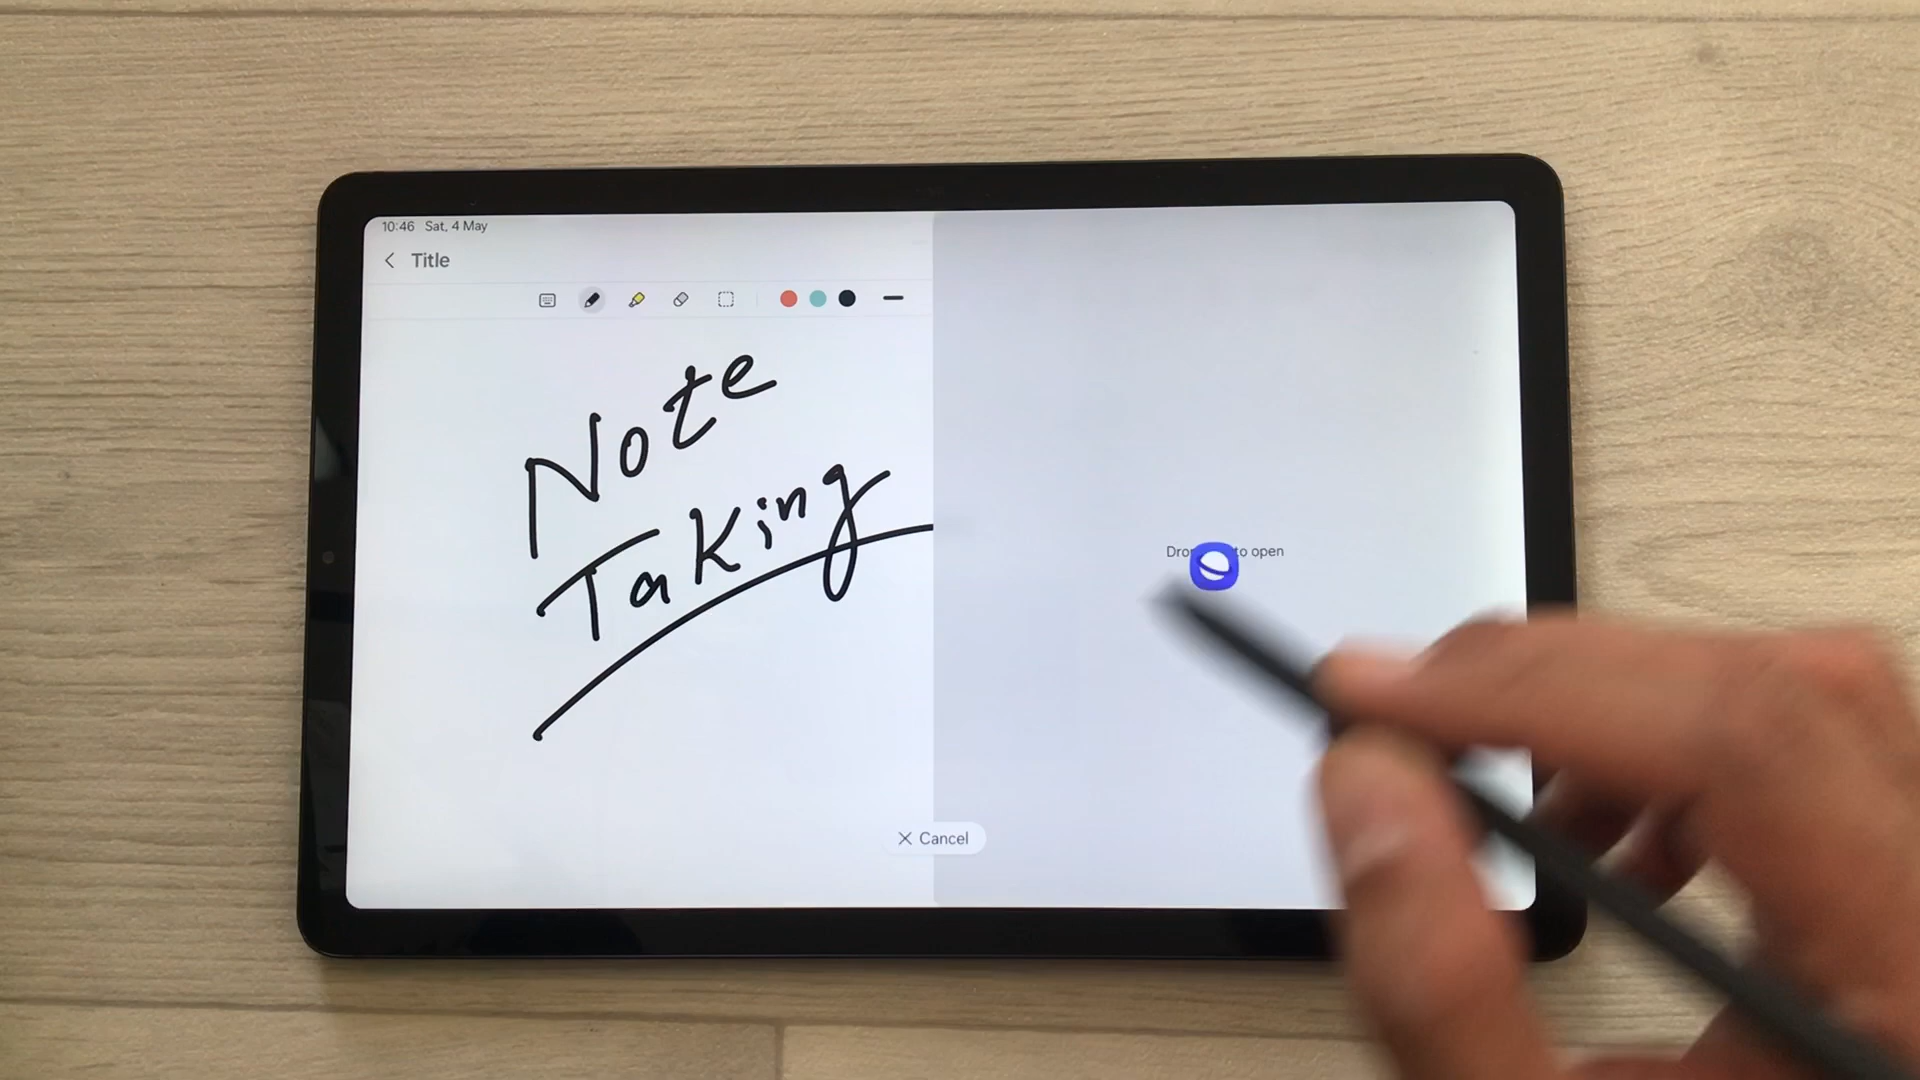 10:46 Sat, 4 May
Title
Note
Taking
to open
Cancel